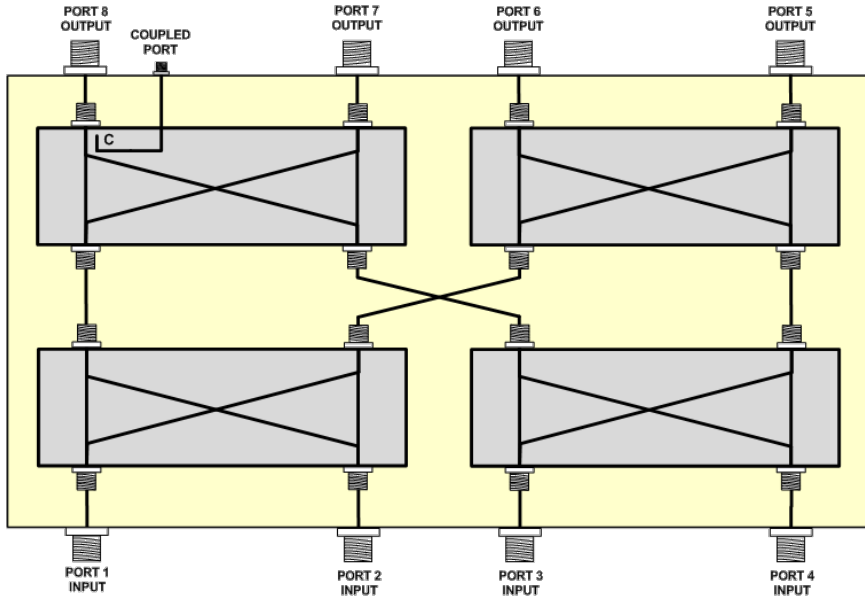 PORT 8
OUTPUT
COUPLED
PORT
PORT 7
OUTPUT
PORT 6
OUTPUT
PORT 5
OUTPUT
C
PORT 1
INPUT
PORT 2
INPUT
PORT 3
INPUT
PORT 4
INPUT